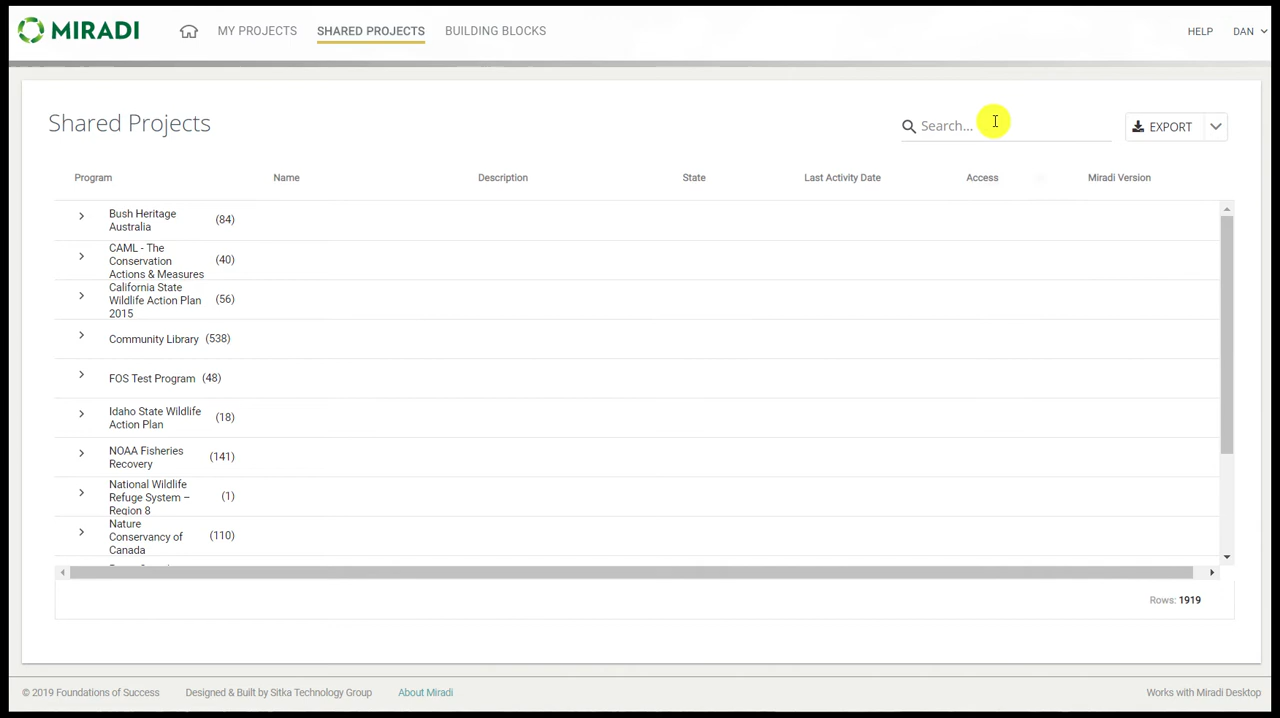 MIRADI
MY PROJECTS
SHARED PROJECTS
BUILDING BLOCKS
HELP
DAN
Shared Projects
Search...
EXPORT
Program
Name
Description
State
Last Activity Date
Access
Miradi Version
Bush Heritage
Australia
(84)
CAML - The
Conservation
Actions & Measures
(40)
California State
Wildlife Action Plan
2015
(56)
Community Library (538)
FOS Test Program (48)
Idaho State Wildlife
Action Plan
(18)
NOAA Fisheries
Recovery
(141)
National Wildlife
Refuge System –
Region 8
(1)
Nature
Conservancy of
Canada
(110)
Rows: 1919
© 2019 Foundations of Success
Designed & Built by Sitka Technology Group
About Miradi
Works with Miradi Desktop